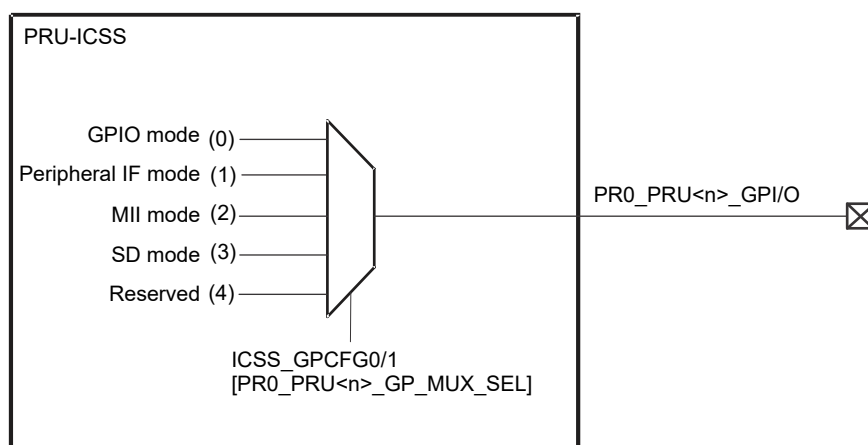 PRU-ICSS
GPIO mode (0)
Peripheral IF mode (1)
PR0_PRU<n>_GPI/O
MII mode (2)
SD mode (3)
Reserved (4)
ICSS_GPCFG0/1
[PR0_PRU<n>_GP_MUX_SEL]